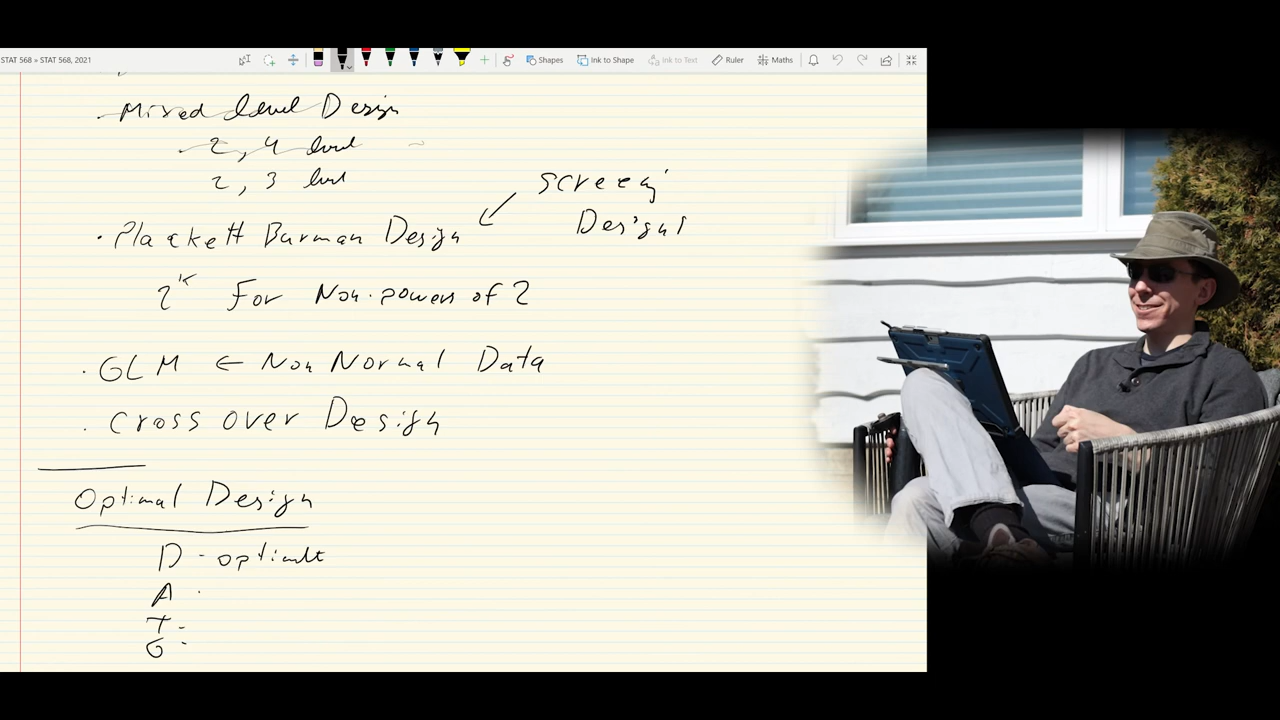 STAT 568 » STAT 568, 2021
Shapes Ink to Shape Ink to Text Ruler Maths
· Mixed level Design
2, 4 level
2, 3 level
Design
· Plackett Burman Design
2^k For Non-powers of 2
· GLM ← Non Normal Data
· Cross over Design
Optimal Design
D -
A -
T -
G -